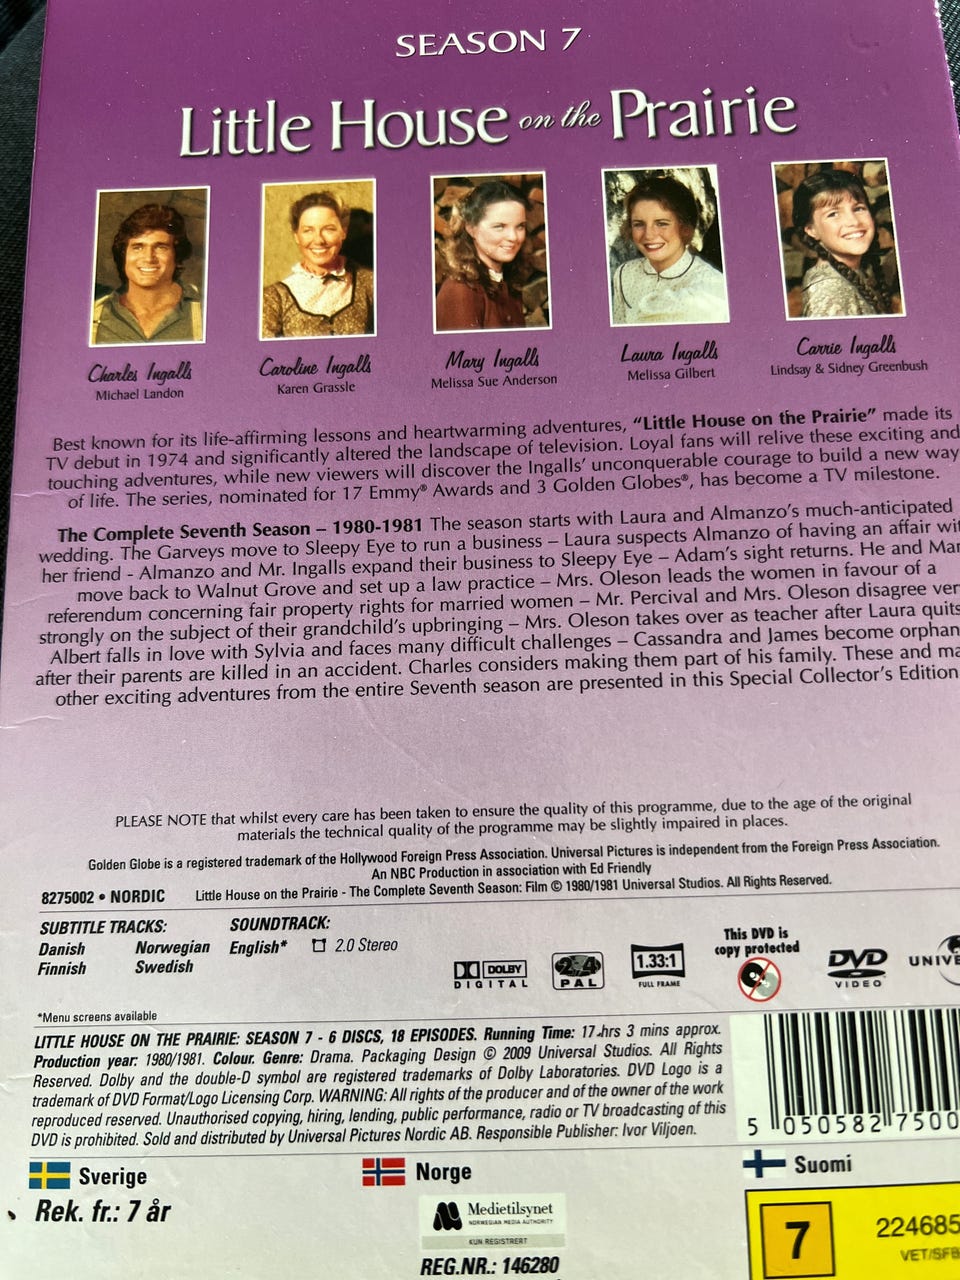 SEASON 7
Little House on the Prairie
Charles Ingalls
Michael Landon
Caroline Ingalls
Karen Grassle
Mary Ingalls
Melissa Sue Anderson
Laura Ingalls
Melissa Gilbert
Carrie Ingalls
Lindsay & Sidney Greenbush
Best known for its life-affirming lessons and heartwarming adventures, "Little House on the Prairie" made its
TV debut in 1974 and significantly altered the landscape of television. Loyal fans will relive these exciting and
touching adventures, while new viewers will discover the Ingalls' unconquerable courage to build a new way
of life. The series, nominated for 17 Emmy® Awards and 3 Golden Globes®, has become a TV milestone.
The Complete Seventh Season – 1980-1981 The season starts with Laura and Almanzo's much-anticipated
wedding. The Garveys move to Sleepy Eye to run a business – Laura suspects Almanzo of having an affair wi
her friend - Almanzo and Mr. Ingalls expand their business to Sleepy Eye – Adam's sight returns. He and Mar
move back to Walnut Grove and set up a law practice – Mrs. Oleson leads the women in favour of a
referendum concerning fair property rights for married women – Mr. Percival and Mrs. Oleson disagree ver
strongly on the subject of their grandchild's upbringing – Mrs. Oleson takes over as teacher after Laura quits
Albert falls in love with Sylvia and faces many difficult challenges – Cassandra and James become orphan
after their parents are killed in an accident. Charles considers making them part of his family. These and ma
other exciting adventures from the entire Seventh season are presented in this Special Collector's Edition
PLEASE NOTE that whilst every care has been taken to ensure the quality of this programme, due to the age of the original
materials the technical quality of the programme may be slightly impaired in places.
Golden Globe is a registered trademark of the Hollywood Foreign Press Association. Universal Pictures is independent from the Foreign Press Association.
An NBC Production in association with Ed Friendly
8275002 • NORDIC
Little House on the Prairie - The Complete Seventh Season: Film © 1980/1981 Universal Studios. All Rights Reserved.
SUBTITLE TRACKS:
Danish Norwegian
Finnish Swedish
SOUNDTRACK:
English* 2.0 Stereo
DOLBY
DIGITAL
2 4
PAL
1.33:1
FULL FRAME
This DVD is
copy protected
DVD
VIDEO
UNIVE
*Menu screens available
LITTLE HOUSE ON THE PRAIRIE: SEASON 7 - 6 DISCS, 18 EPISODES. Running Time: 17 hrs 3 mins approx.
Production year: 1980/1981. Colour. Genre: Drama. Packaging Design © 2009 Universal Studios. All Rights
Reserved. Dolby and the double-D symbol are registered trademarks of Dolby Laboratories. DVD Logo is a
trademark of DVD Format/Logo Licensing Corp. WARNING: All rights of the producer and of the owner of the work
reproduced reserved. Unauthorised copying, hiring, lending, public performance, radio or TV broadcasting of this
DVD is prohibited. Sold and distributed by Universal Pictures Nordic AB. Responsible Publisher: Ivor Viljoen.
5 050582 7500
Sverige
Rek. fr.: 7 år
Norge
Medietilsynet
NORWEGIAN MEDIA AUTHORITY
KUN REGISTRERT
REG.NR.: 146280
Suomi
7
224685
VET/SFB